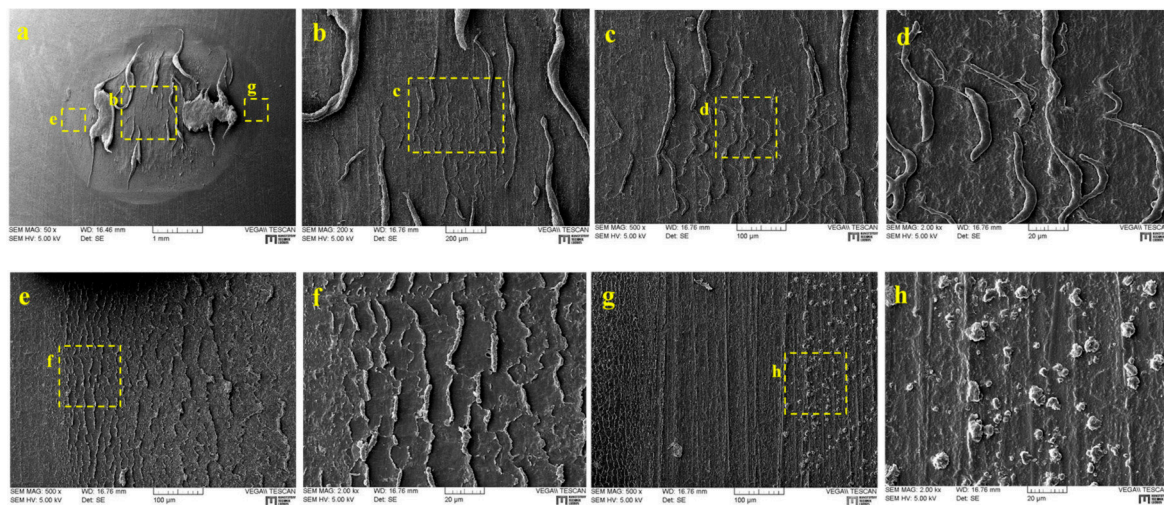 a
e
b
g
SEM MAG: 50 x WD: 16.46 mm VEGA\\ TESCAN
SEM HV: 5.00 kV Det: SE 1 mm
b
c
SEM MAG: 200 x WD: 16.76 mm VEGA\\ TESCAN
SEM HV: 5.00 kV Det: SE 200 µm
c
d
SEM MAG: 500 x WD: 16.76 mm VEGA\\ TESCAN
SEM HV: 5.00 kV Det: SE 100 µm
d
SEM MAG: 2.00 kx WD: 16.76 mm VEGA\\ TESCAN
SEM HV: 5.00 kV Det: SE 20 µm
e
f
SEM MAG: 500 x WD: 16.76 mm VEGA\\ TESCAN
SEM HV: 5.00 kV Det: SE 100 µm
f
SEM MAG: 2.00 kx WD: 16.76 mm VEGA\\ TESCAN
SEM HV: 5.00 kV Det: SE 20 µm
g
h
SEM MAG: 500 x WD: 16.76 mm VEGA\\ TESCAN
SEM HV: 5.00 kV Det: SE 100 µm
h
SEM MAG: 2.00 kx WD: 16.76 mm VEGA\\ TESCAN
SEM HV: 5.00 kV Det: SE 20 µm